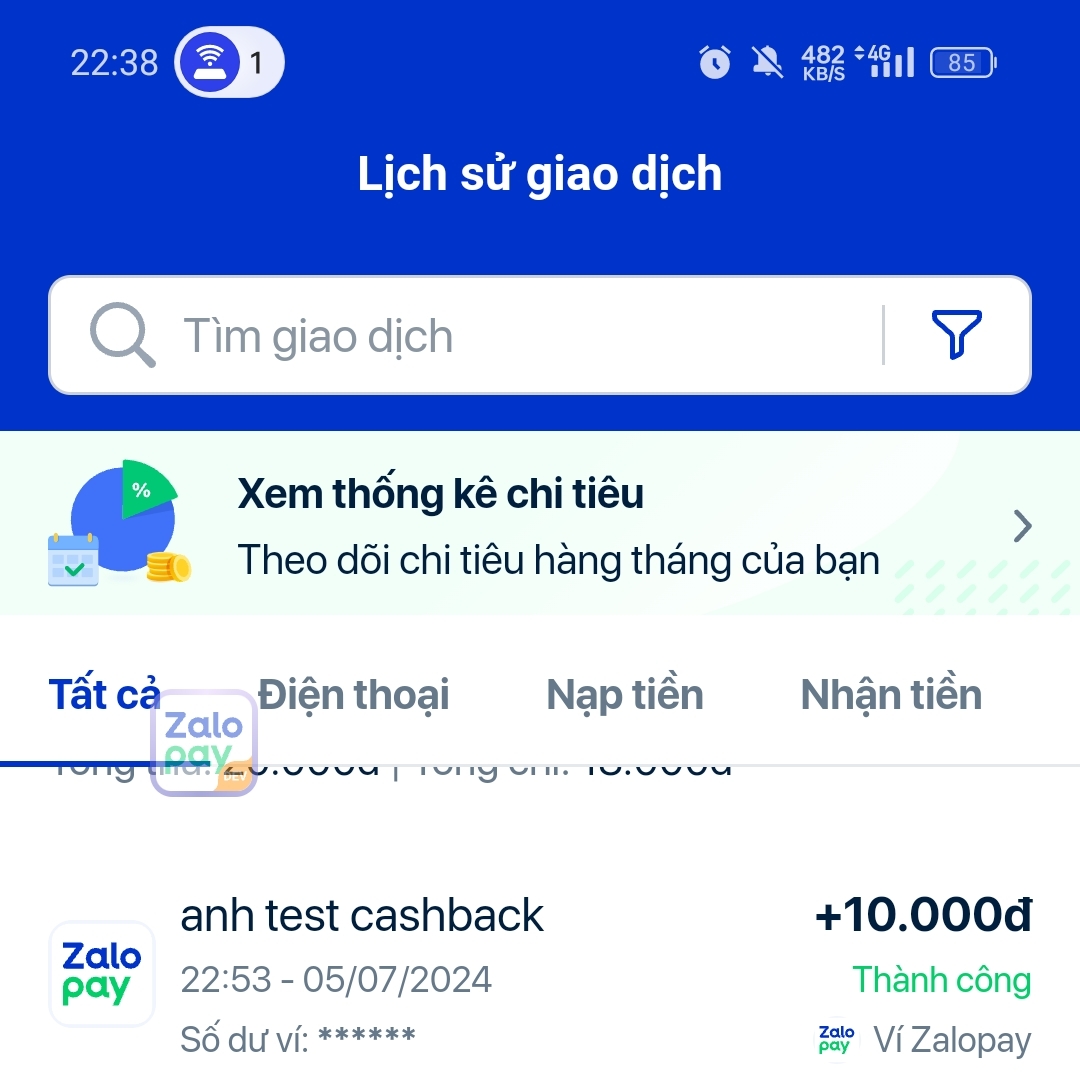 22:38 1 482 KB/S 4G 85
Lịch sử giao dịch
Tìm giao dịch
%
Xem thống kê chi tiêu
Theo dõi chi tiêu hàng tháng của bạn
Tất cả Điện thoại Nạp tiền Nhận tiền
Zalo
pay
DEV
anh test cashback +10.000đ
Zalo
pay
22:53 - 05/07/2024 Thành công
Số dư ví: ****** Zalo pay Ví Zalopay